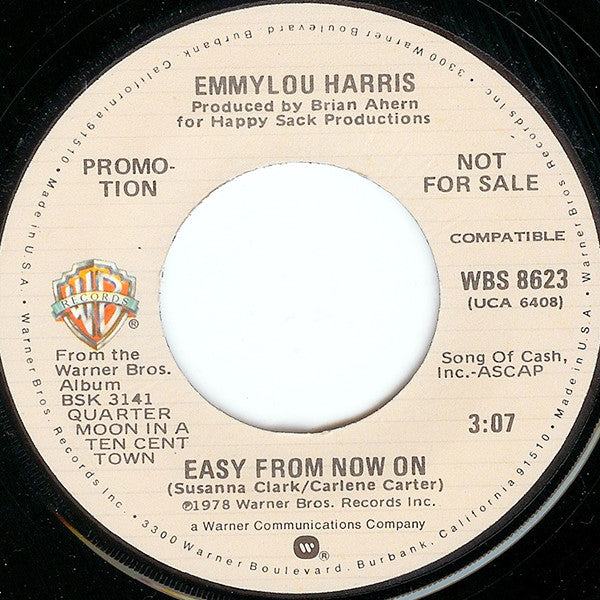 EMMYLOU HARRIS
Produced by Brian Ahern
for Happy Sack Productions
PROMO-
TION
NOT
FOR SALE
COMPATIBLE
WBS 8623
(UCA 6408)
WB
RECORDS
®
From the
Warner Bros.
Album
BSK 3141
QUARTER
MOON IN A
TEN CENT
TOWN
Song Of Cash,
Inc.-ASCAP
3:07
EASY FROM NOW ON
(Susanna Clark/Carlene Carter)
℗1978 Warner Bros. Records Inc.
a Warner Communications Company
W ®
Warner Bros. Records Inc. • 3300 Warner Boulevard, Burbank, California 91510 • Made in U.S.A. • Warner Bros. Records Inc. • 3300 Warner Boulevard, Burbank, California 91510 • Made in U.S.A. •